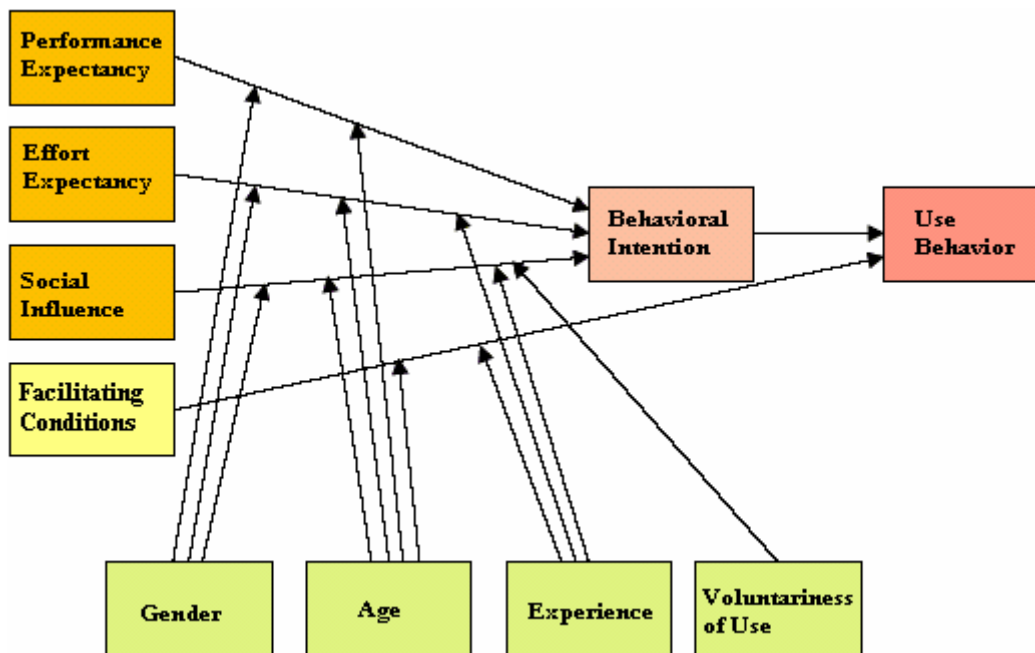 Performance
Expectancy
Effort
Expectancy
Social
Influence
Facilitating
Conditions
Behavioral
Intention
Use
Behavior
Gender
Age
Experience
Voluntariness
of Use